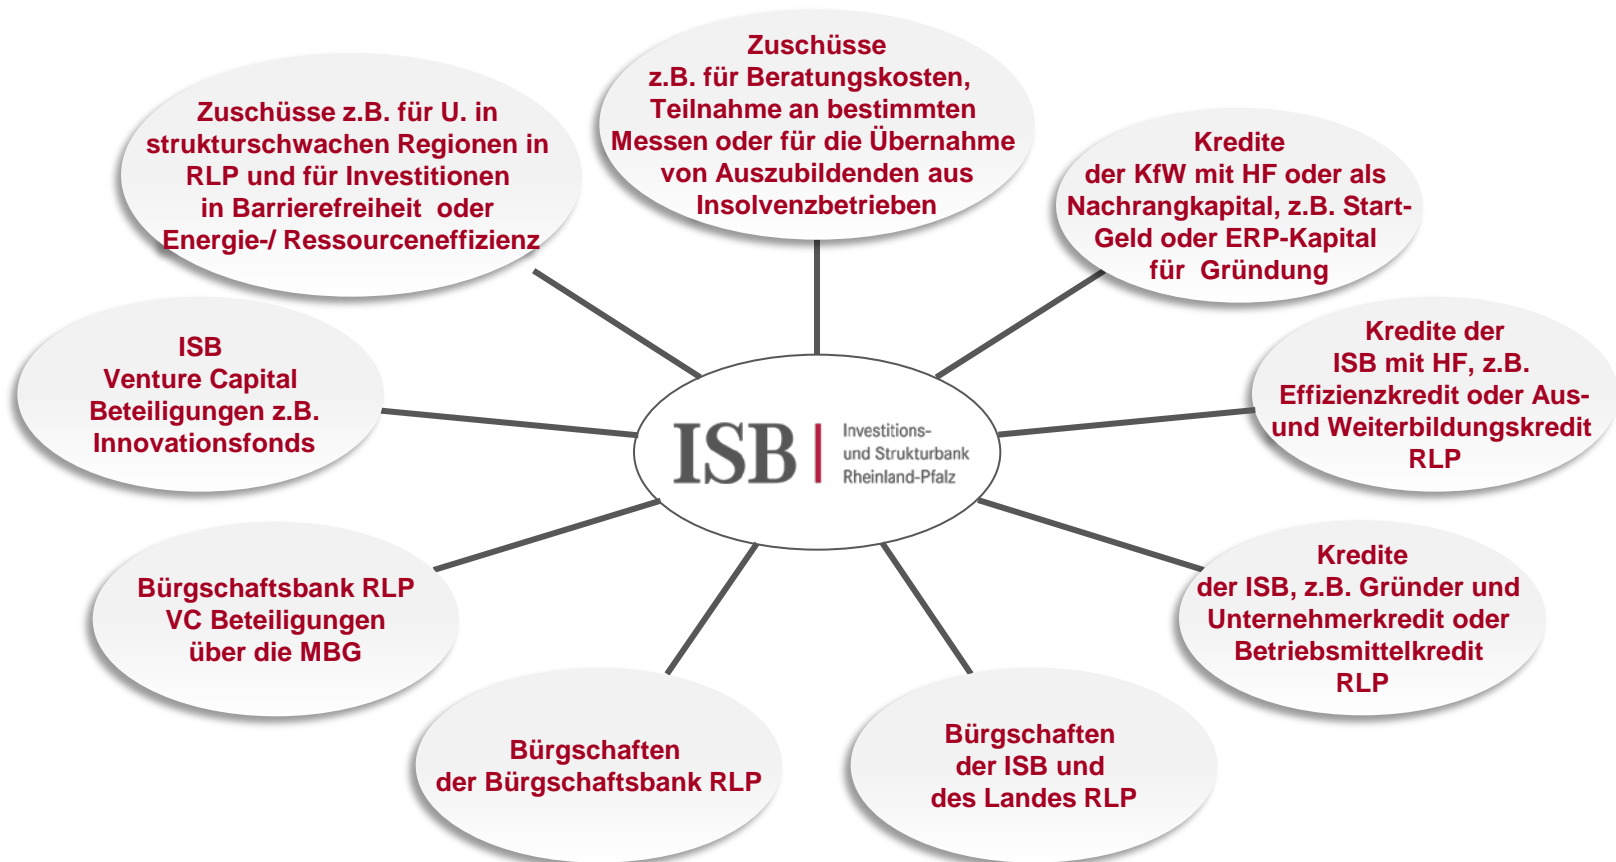 Zuschüsse
z.B. für Beratungskosten,
Teilnahme an bestimmten
Messen oder für die Übernahme
von Auszubildenden aus
Insolvenzbetrieben
Zuschüsse z.B. für U. in
strukturschwachen Regionen in
RLP und für Investitionen
in Barrierefreiheit oder
Energie-/ Ressourceneffizienz
Kredite
der KfW mit HF oder als
Nachrangkapital, z.B. Start-
Geld oder ERP-Kapital
für Gründung
ISB
Venture Capital
Beteiligungen z.B.
Innovationsfonds
Kredite der
ISB mit HF, z.B.
Effizienzkredit oder Aus-
und Weiterbildungskredit
RLP
ISB
Investitions-
und Strukturbank
Rheinland-Pfalz
Bürgschaftsbank RLP
VC Beteiligungen
über die MBG
Kredite
der ISB, z.B. Gründer und
Unternehmerkredit oder
Betriebsmittelkredit
RLP
Bürgschaften
der Bürgschaftsbank RLP
Bürgschaften
der ISB und
des Landes RLP